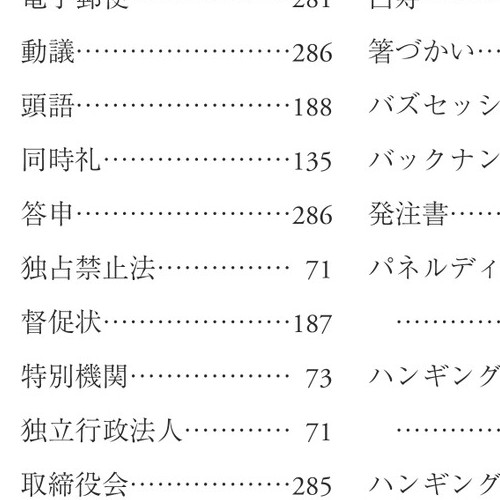 動議……………………286
頭語……………………188
同時礼…………………135
答申……………………286
独占禁止法…………… 71
督促状…………………187
特別機関……………… 73
独立行政法人………… 71
取締役会………………285
箸づかい…
バズセッシ
バックナン
発注書……
パネルディ
…………
ハンギング
…………
ハンギング